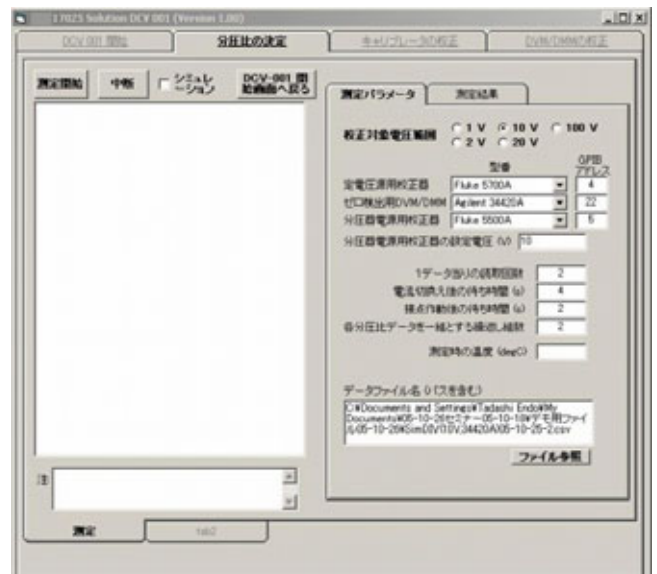 17025 Solution DCV 001 (Version 1.00)
DCV 001 開始
分圧比の決定
キャリブレータの校正
DVM/DMMの校正
測定開始
中断
シミュレ
ーション
DCV-001 開
始画面へ戻る
測定パラメータ
測定結果
校正対象電圧範囲
1 V
10 V
100 V
2 V
20 V
型番
GPIB
アドレス
定電圧源用校正器
Fluke 5700A
4
ゼロ検出用DVM/DMM
Agilent 34420A
22
分圧器電源用校正器
Fluke 5500A
6
分圧器電源用校正器の設定電圧 (V)
10
1データ当りの読取回数
2
電流切換え後の待ち時間 (s)
4
接点作動後の待ち時間 (s)
2
各分圧比データを一組とする繰返し組数
2
測定時の温度 (degC)
データファイル名 (パスを含む)
C:¥Documents and Settings¥Tadashi Endo¥My
ファイル参照
注
測定
tab2